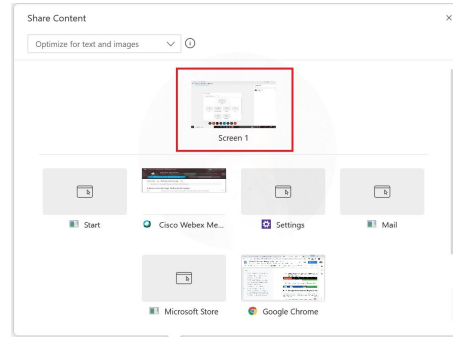 Share Content
Optimize for text and images
Screen 1
Start
Cisco Webex Me...
Settings
Mail
Microsoft Store
Google Chrome